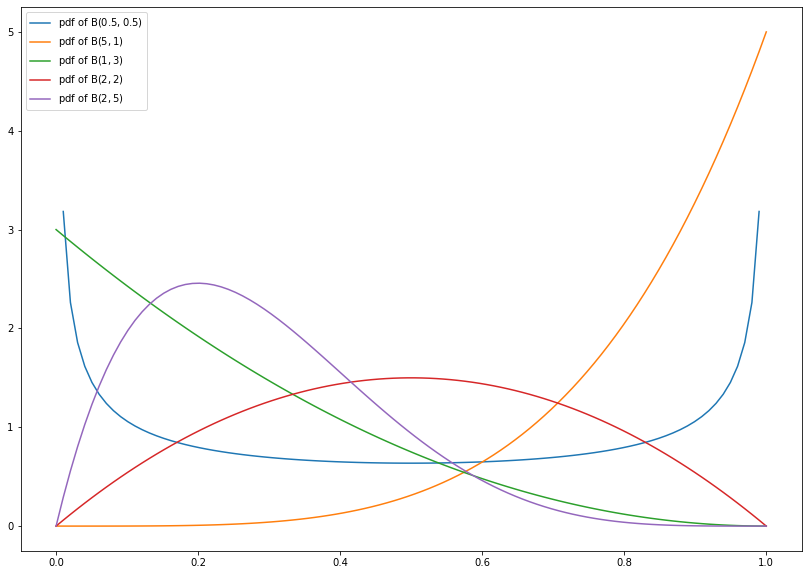 pdf of B(0.5, 0.5)
pdf of B(5, 1)
pdf of B(1, 3)
pdf of B(2, 2)
pdf of B(2, 5)
5
4
3
2
1
0
0.0 0.2 0.4 0.6 0.8 1.0